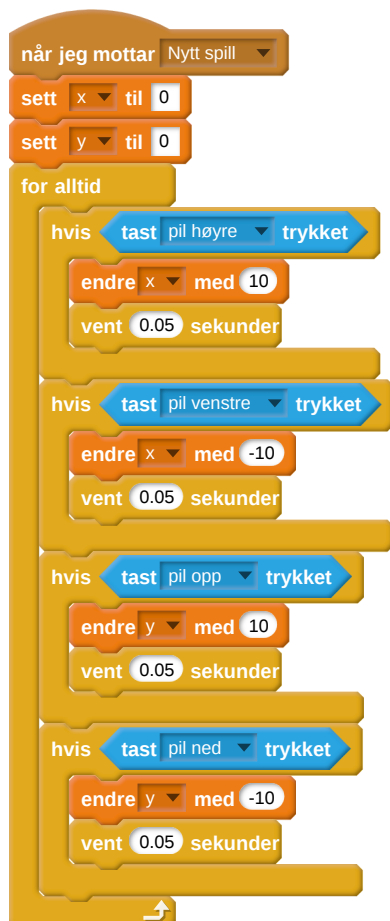 når jeg mottar Nytt spill
sett x til 0
sett y til 0
for alltid
hvis tast pil høyre trykket
endre x med 10
vent 0.05 sekunder
hvis tast pil venstre trykket
endre x med -10
vent 0.05 sekunder
hvis tast pil opp trykket
endre y med 10
vent 0.05 sekunder
hvis tast pil ned trykket
endre y med -10
vent 0.05 sekunder